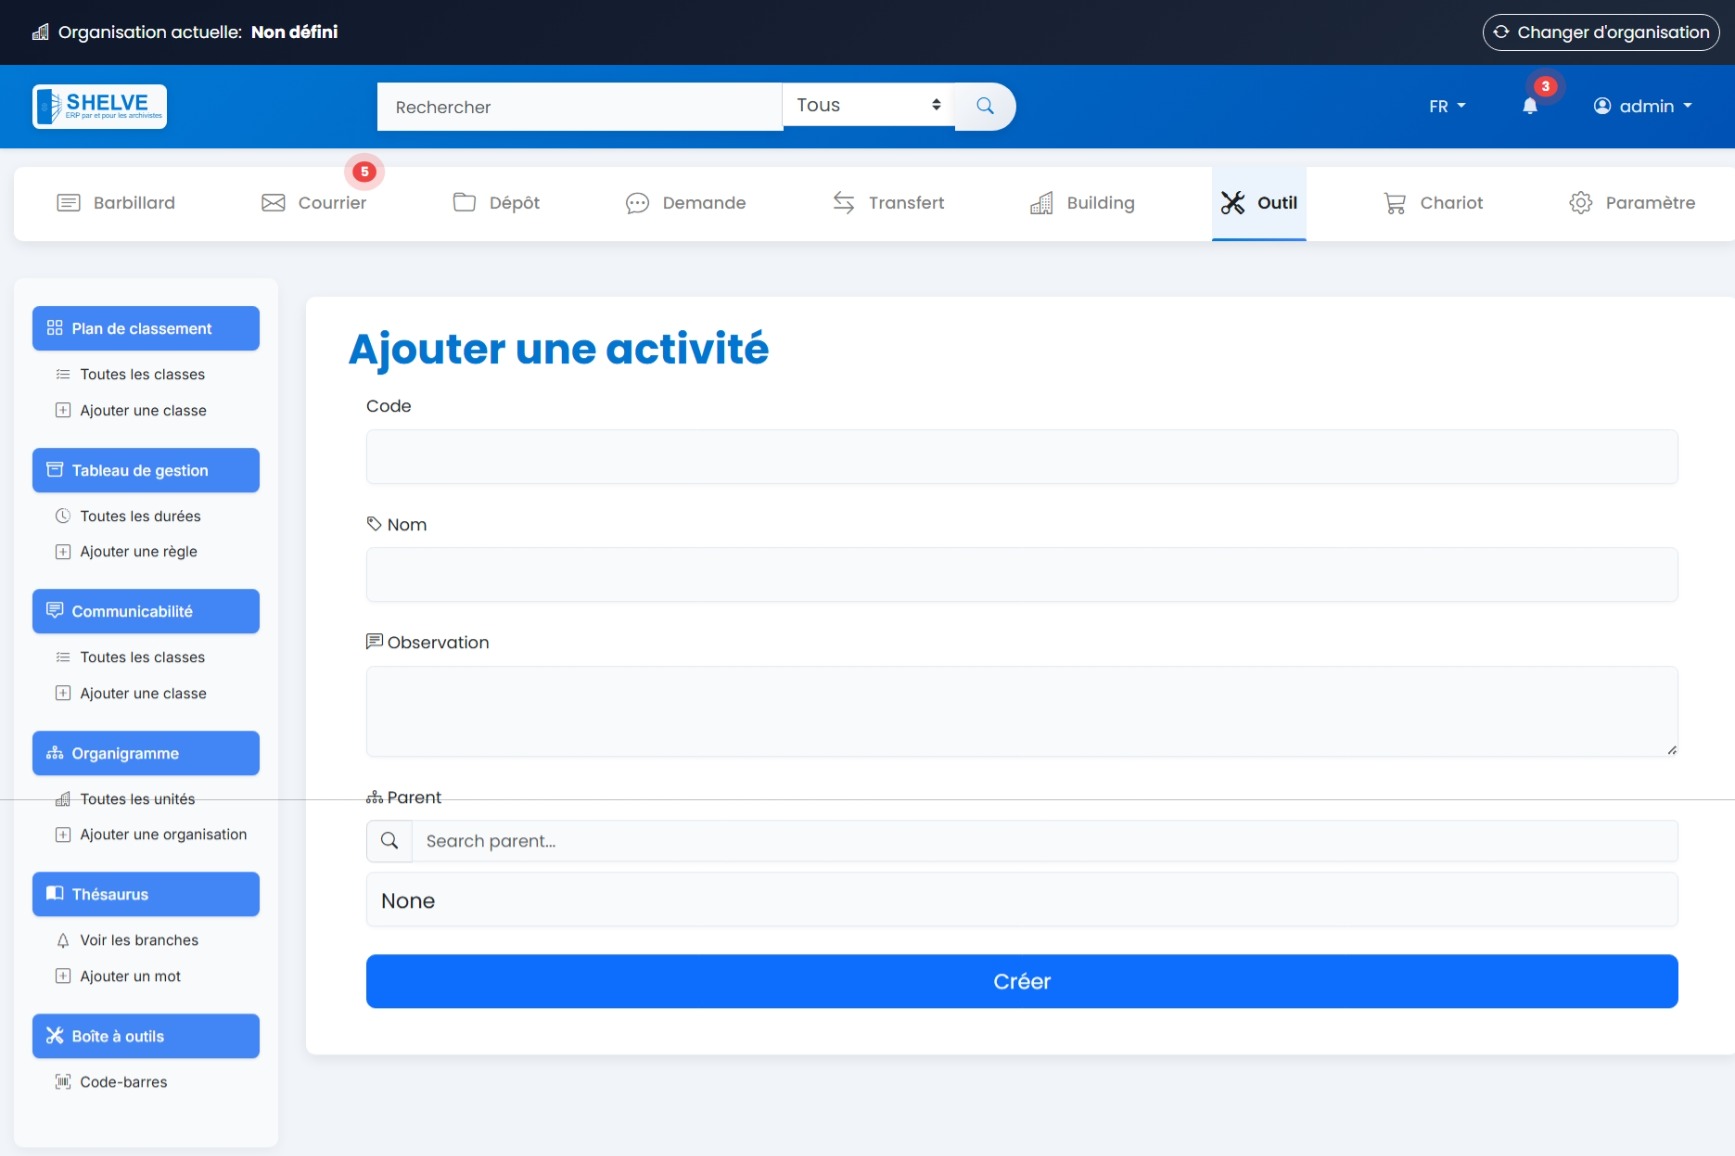 Organisation actuelle: Non défini
Changer d'organisation
SHELVE
ERP par et pour les archivistes
Rechercher
Tous
FR
3
admin
Barbillard
Courrier
5
Dépôt
Demande
Transfert
Building
Outil
Chariot
Paramètre
Plan de classement
Toutes les classes
Ajouter une classe
Tableau de gestion
Toutes les durées
Ajouter une règle
Communicabilité
Toutes les classes
Ajouter une classe
Organigramme
Toutes les unités
Ajouter une organisation
Thésaurus
Voir les branches
Ajouter un mot
Boîte à outils
Code-barres
Ajouter une activité
Code
Nom
Observation
Parent
Search parent...
None
Créer